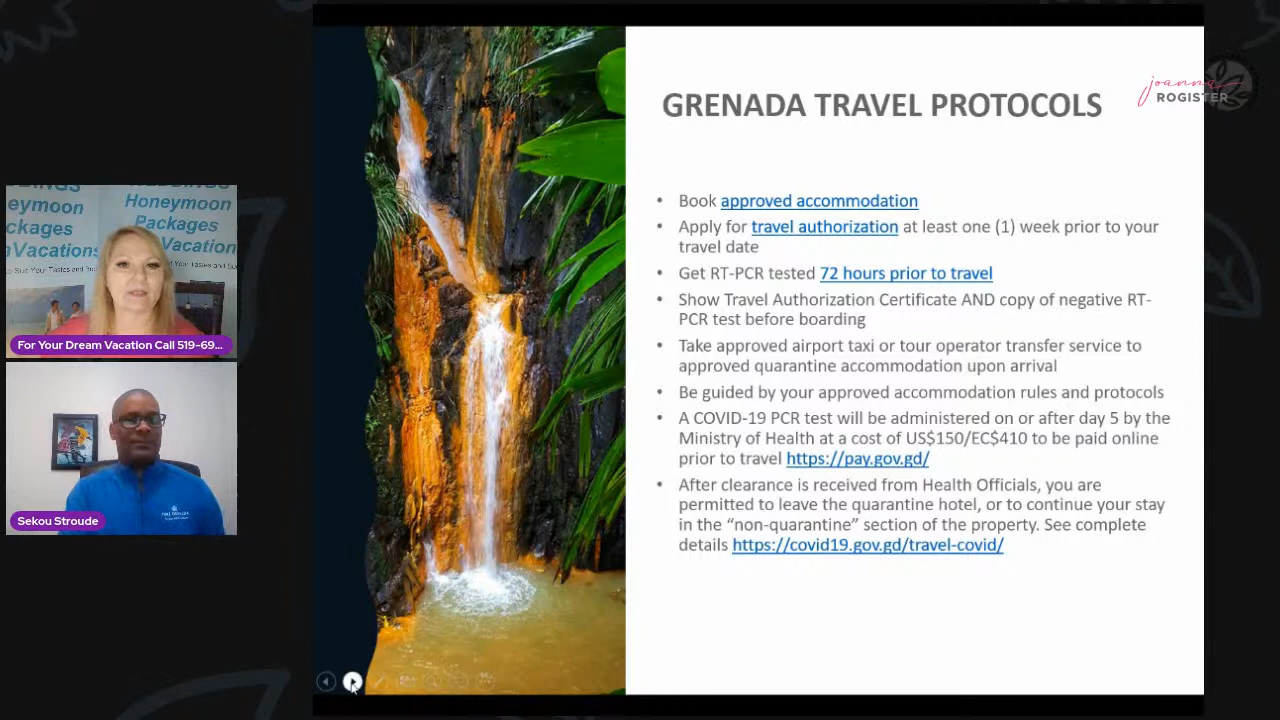 GRENADA TRAVEL PROTOCOLS
joanna
ROGISTER
• Book approved accommodation
• Apply for travel authorization at least one (1) week prior to your
travel date
• Get RT-PCR tested 72 hours prior to travel
• Show Travel Authorization Certificate AND copy of negative RT-
PCR test before boarding
• Take approved airport taxi or tour operator transfer service to
approved quarantine accommodation upon arrival
• Be guided by your approved accommodation rules and protocols
• A COVID-19 PCR test will be administered on or after day 5 by the
Ministry of Health at a cost of US$150/EC$410 to be paid online
prior to travel https://pay.gov.gd/
• After clearance is received from Health Officials, you are
permitted to leave the quarantine hotel, or to continue your stay
in the “non-quarantine” section of the property. See complete
details https://covid19.gov.gd/travel-covid/
Honeymoon
eymoon
Packages
ckages
Vacation
nVacations
For Your Dream Vacation Call 519-69...
Sekou Stroude